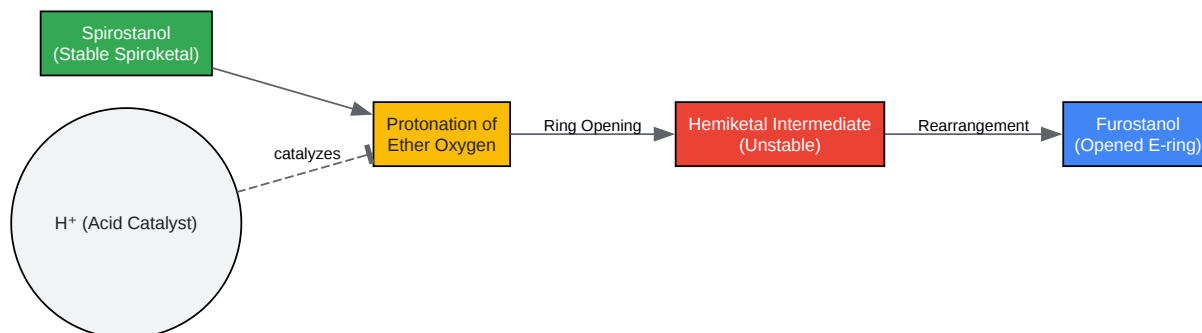 Spirostanol
(Stable Spiroketal)
Protonation of
Ether Oxygen
Ring Opening
Hemiketal Intermediate
(Unstable)
Rearrangement
Furostanol
(Opened E-ring)
catalyzes
H⁺ (Acid Catalyst)